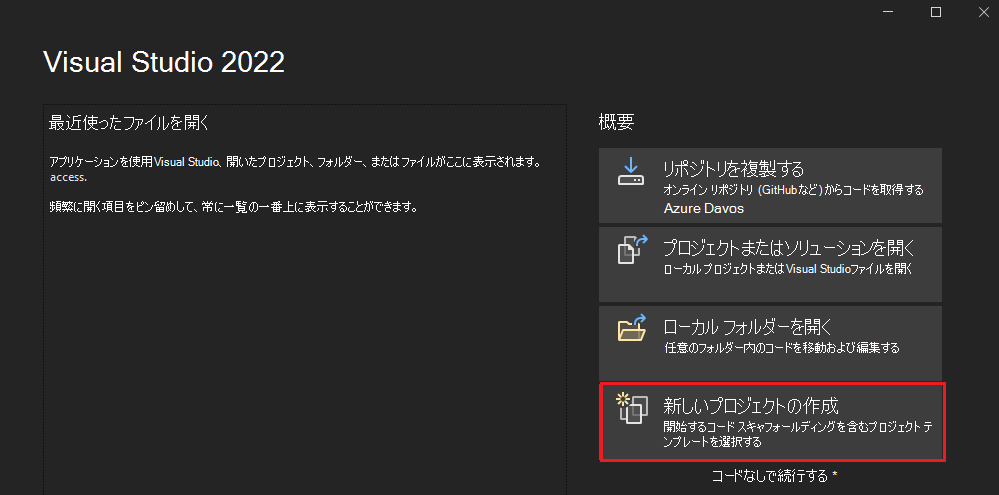 Visual Studio 2022
最近使ったファイルを開く
アプリケーションを使用Visual Studio、開いたプロジェクト、フォルダー、またはファイルがここに表示されます。
access.
頻繁に開く項目をピン留めして、常に一覧の一番上に表示することができます。
概要
リポジトリを複製する
オンライン リポジトリ (GitHubなど) からコードを取得する
Azure Davos
プロジェクトまたはソリューションを開く
ローカル プロジェクトまたはVisual Studioファイルを開く
ローカル フォルダーを開く
任意のフォルダー内のコードを移動および編集する
新しいプロジェクトの作成
開始するコード スキャフォールディングを含むプロジェクト テ
ンプレートを選択する
コードなしで続行する *